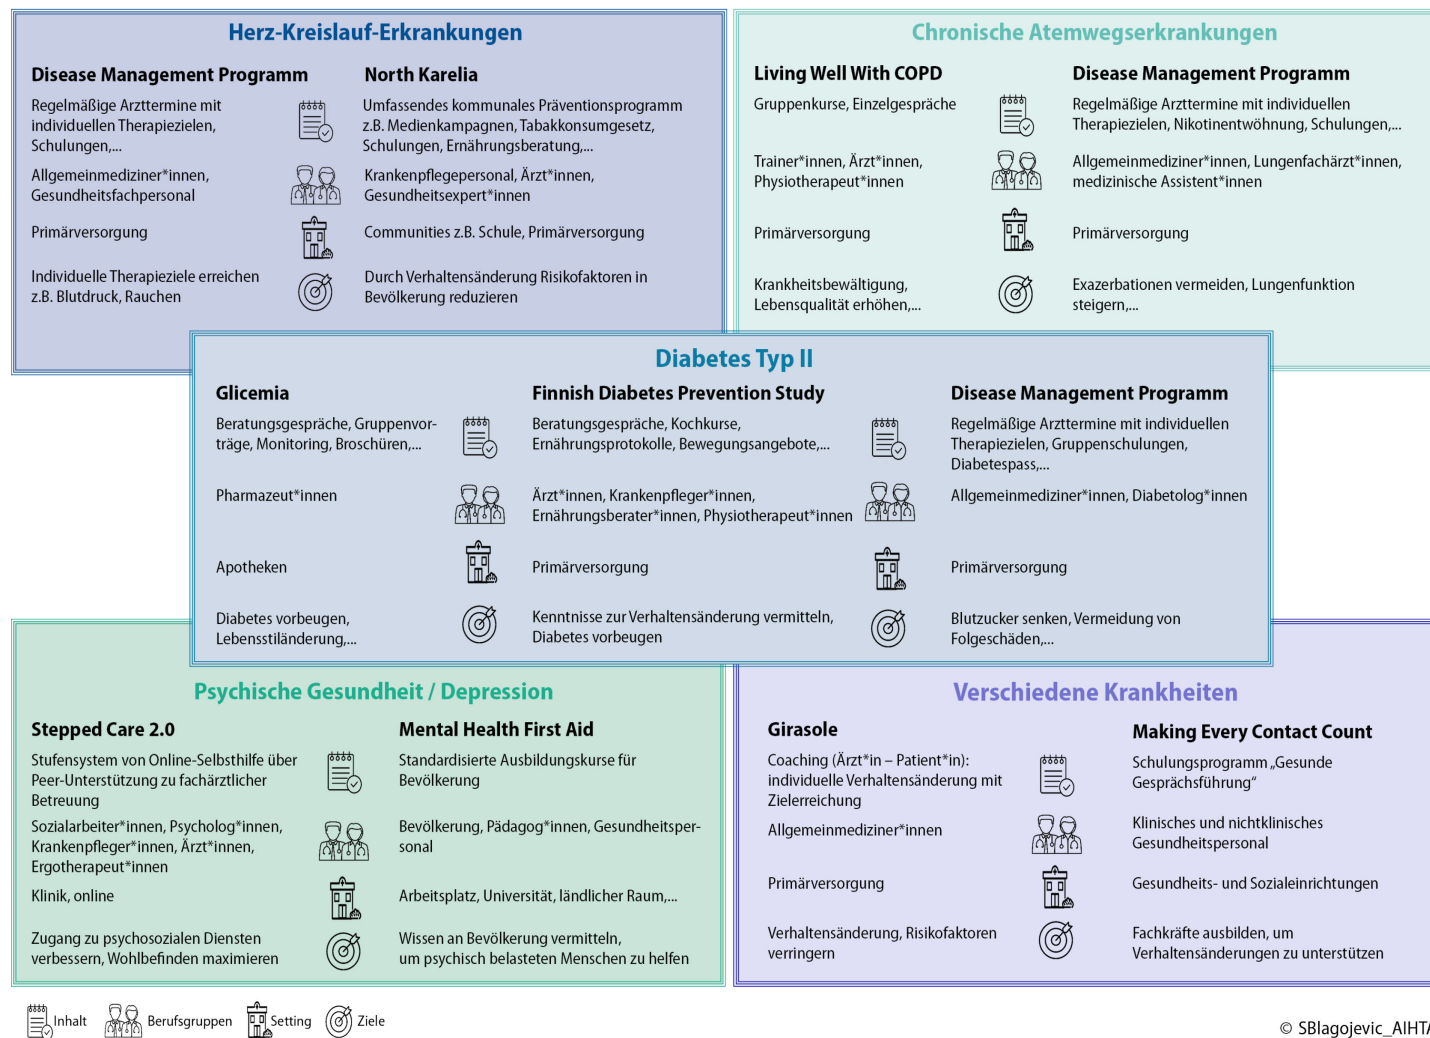 Herz-Kreislauf-Erkrankungen
Disease Management Programm
Regelmäßige Arzttermine mit
individuellen Therapiezielen,
Schulungen,...
Allgemeinmediziner*innen,
Gesundheitsfachpersonal
Primärversorgung
Individuelle Therapieziele erreichen
z.B. Blutdruck, Rauchen
North Karelia
Umfassendes kommunales Präventionsprogramm
z.B. Medienkampagnen, Tabakkonsumgesetz,
Schulungen, Ernährungsberatung,...
Krankenpflegepersonal, Ärzt*innen,
Gesundheitsexpert*innen
Communities z.B. Schule, Primärversorgung
Durch Verhaltensänderung Risikofaktoren in
Bevölkerung reduzieren
Chronische Atemwegserkrankungen
Living Well With COPD
Gruppenkurse, Einzelgespräche
Trainer*innen, Ärzt*innen,
Physiotherapeut*innen
Primärversorgung
Krankheitsbewältigung,
Lebensqualität erhöhen,...
Disease Management Programm
Regelmäßige Arzttermine mit individuellen
Therapiezielen, Nikotinentwöhnung, Schulungen,...
Allgemeinmediziner*innen, Lungenfachärzt*innen,
medizinische Assistent*innen
Primärversorgung
Exazerbationen vermeiden, Lungenfunktion
steigern,...
Diabetes Typ II
Glicemia
Beratungsgespräche, Gruppenvor-
träge, Monitoring, Broschüren,...
Pharmazeut*innen
Apotheken
Diabetes vorbeugen,
Lebensstiländerung,...
Finnish Diabetes Prevention Study
Beratungsgespräche, Kochkurse,
Ernährungsprotokolle, Bewegungsangebote,...
Ärzt*innen, Krankenpfleger*innen,
Ernährungsberater*innen, Physiotherapeut*innen
Primärversorgung
Kenntnisse zur Verhaltensänderung vermitteln,
Diabetes vorbeugen
Disease Management Programm
Regelmäßige Arzttermine mit individuellen
Therapiezielen, Gruppenschulungen,
Diabetespass,...
Allgemeinmediziner*innen, Diabetolog*innen
Primärversorgung
Blutzucker senken, Vermeidung von
Folgeschäden,...
Psychische Gesundheit / Depression
Stepped Care 2.0
Stufensystem von Online-Selbsthilfe über
Peer-Unterstützung zu fachärztlicher
Betreuung
Sozialarbeiter*innen, Psycholog*innen,
Krankenpfleger*innen, Ärzt*innen,
Ergotherapeut*innen
Klinik, online
Zugang zu psychosozialen Diensten
verbessern, Wohlbefinden maximieren
Mental Health First Aid
Standardisierte Ausbildungskurse für
Bevölkerung
Bevölkerung, Pädagog*innen, Gesundheitsper-
sonal
Arbeitsplatz, Universität, ländlicher Raum,...
Wissen an Bevölkerung vermitteln,
um psychisch belasteten Menschen zu helfen
Verschiedene Krankheiten
Girasole
Coaching (Ärzt*in – Patient*in):
individuelle Verhaltensänderung mit
Zielerreichung
Allgemeinmediziner*innen
Primärversorgung
Verhaltensänderung, Risikofaktoren
verringern
Making Every Contact Count
Schulungsprogramm „Gesunde
Gesprächsführung“
Klinisches und nichtklinisches
Gesundheitspersonal
Gesundheits- und Sozialeinrichtungen
Fachkräfte ausbilden, um
Verhaltensänderungen zu unterstützen
Inhalt
Berufsgruppen
Setting
Ziele
© SBlagojevic_AIHTA